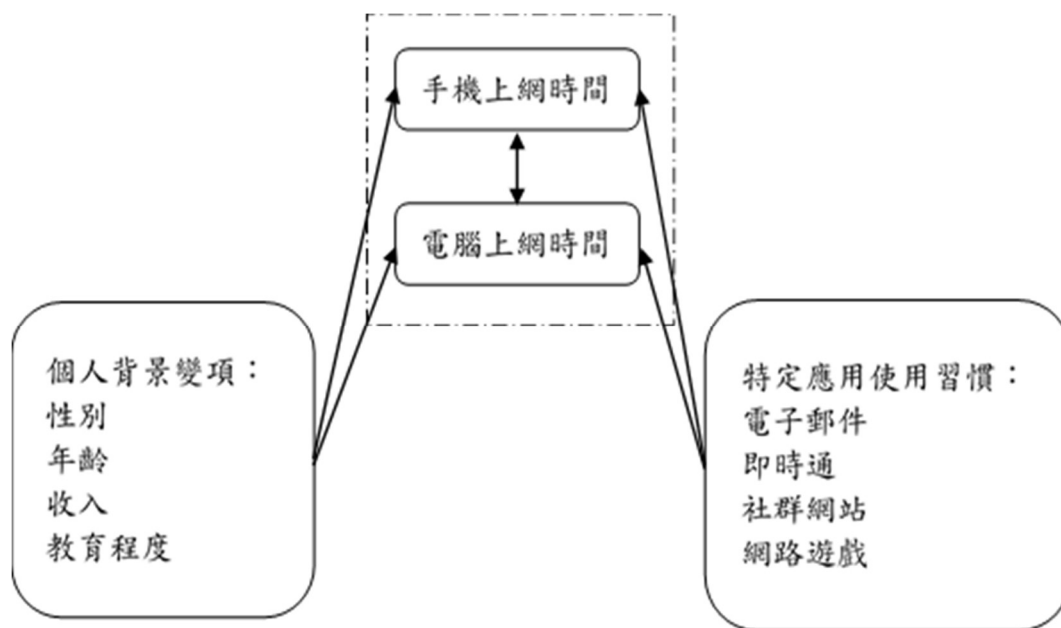 手機上網時間
電腦上網時間
個人背景變項：
性別
年齡
收入
教育程度
特定應用使用習慣：
電子郵件
即時通
社群網站
網路遊戲